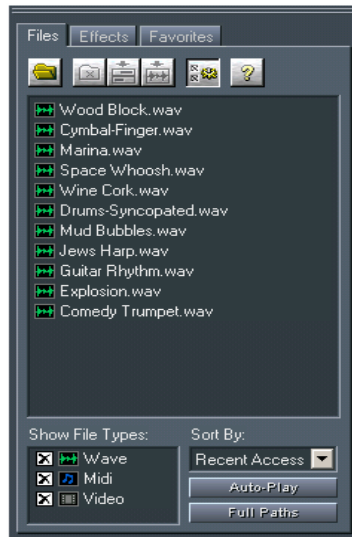 Files Effects Favorites
Wood Block.wav
Cymbal-Finger.wav
Marina.wav
Space Whoosh.wav
Wine Cork.wav
Drums-Syncopated.wav
Mud Bubbles.wav
Jews Harp.wav
Guitar Rhythm.wav
Explosion.wav
Comedy Trumpet.wav
Show File Types: Sort By:
Wave Recent Access
Midi Auto-Play
Video Full Paths